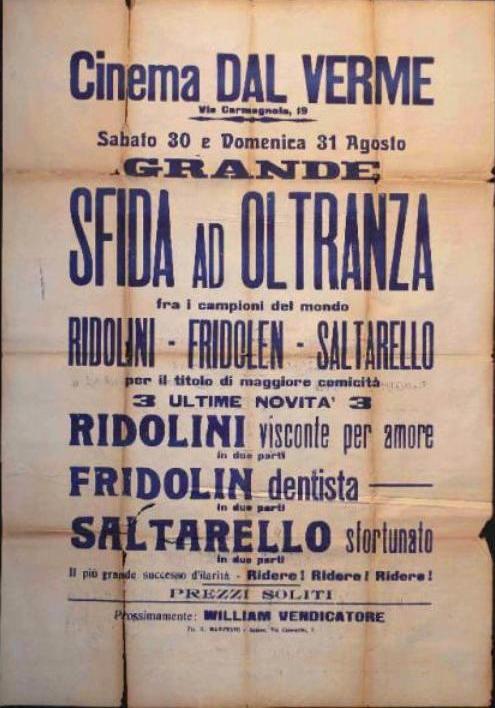 Cinema DAL VERME
Via Carmagnola, 19
Sabato 30 e Domenica 31 Agosto
GRANDE
SFIDA AD OLTRANZA
fra i campioni del mondo
RIDOLINI - FRIDOLEN - SALTARELLO
per il titolo di maggiore comicità
3 ULTIME NOVITA' 3
RIDOLINI visconte per amore
in due parti
FRIDOLIN dentista
in due parti
SALTARELLO sfortunato
in due parti
Il più grande successo d'ilarità - Ridere! Ridere! Ridere!
PREZZI SOLITI
Prossimamente: WILLIAM VENDICATORE